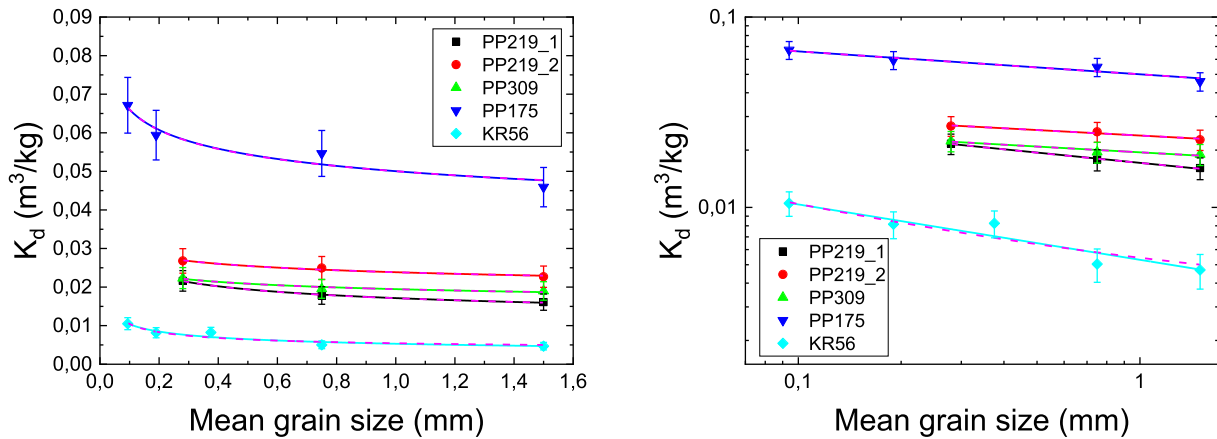 0,09
0,08
0,07
0,06
0,05
0,04
0,03
0,02
0,01
0,00
K_d (m³/kg)
0,0 0,2 0,4 0,6 0,8 1,0 1,2 1,4 1,6
Mean grain size (mm)
PP219_1
PP219_2
PP309
PP175
KR56
0,1
0,01
K_d (m³/kg)
PP219_1
PP219_2
PP309
PP175
KR56
0,1 1
Mean grain size (mm)